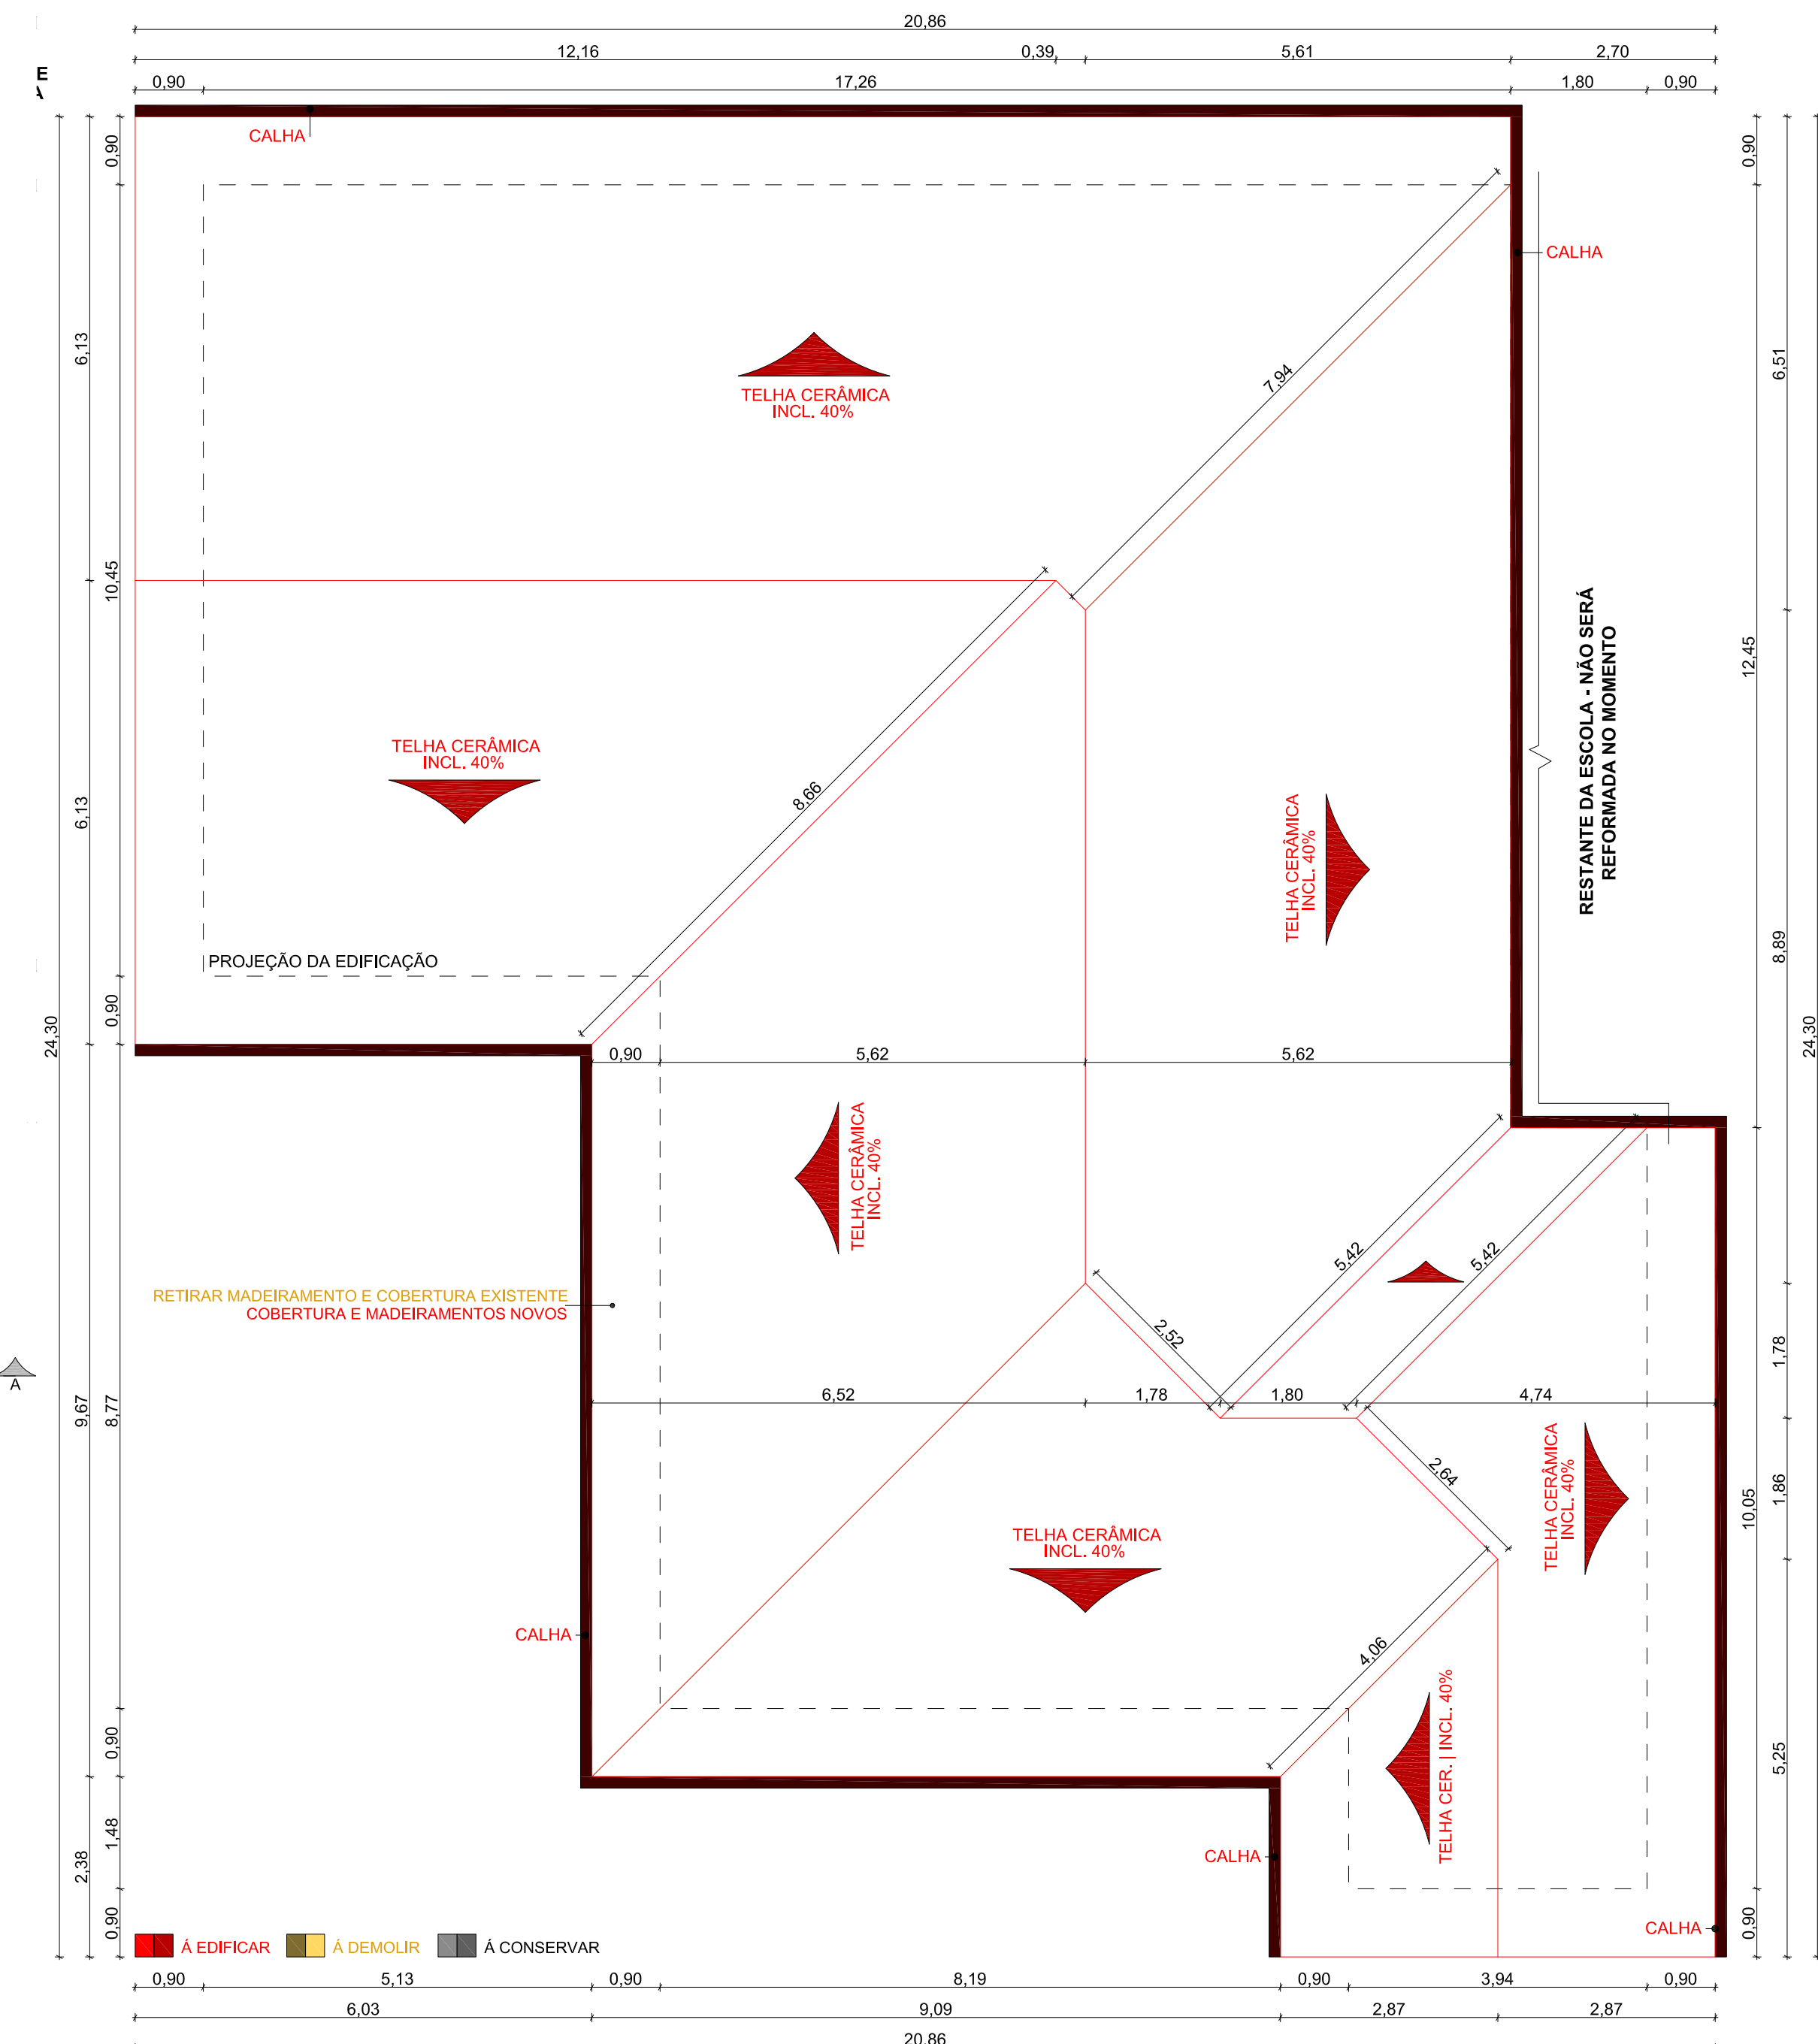 20,86
12,16 0,39 5,61 2,70
0,90 17,26 1,80 0,90
E
CALHA
0,90
0,90
CALHA
6,13
6,51
7,94
TELHA CERÂMICA
INCL. 40%
10,45
12,45
RESTANTE DA ESCOLA - NÃO SERÁ
REFORMADA NO MOMENTO
TELHA CERÂMICA
INCL. 40%
8,66
6,13
TELHA CERÂMICA
INCL. 40%
8,89
PROJEÇÃO DA EDIFICAÇÃO
0,90
24,30
24,30
0,90 5,62 5,62
TELHA CERÂMICA
INCL. 40%
5,42
5,42
RETIRAR MADEIRAMENTO E COBERTURA EXISTENTE
COBERTURA E MADEIRAMENTOS NOVOS
2,52
1,78
A
6,52 1,78 1,80 4,74
9,67
8,77
2,64
1,86
10,05
TELHA CERÂMICA
INCL. 40%
TELHA CERÂMICA
INCL. 40%
CALHA
4,06
0,90
TELHA CER. | INCL. 40%
5,25
1,48
2,38
CALHA
0,90
0,90
CALHA
Á EDIFICAR Á DEMOLIR Á CONSERVAR
0,90 5,13 0,90 8,19 0,90 3,94 0,90
6,03 9,09 2,87 2,87
20,86